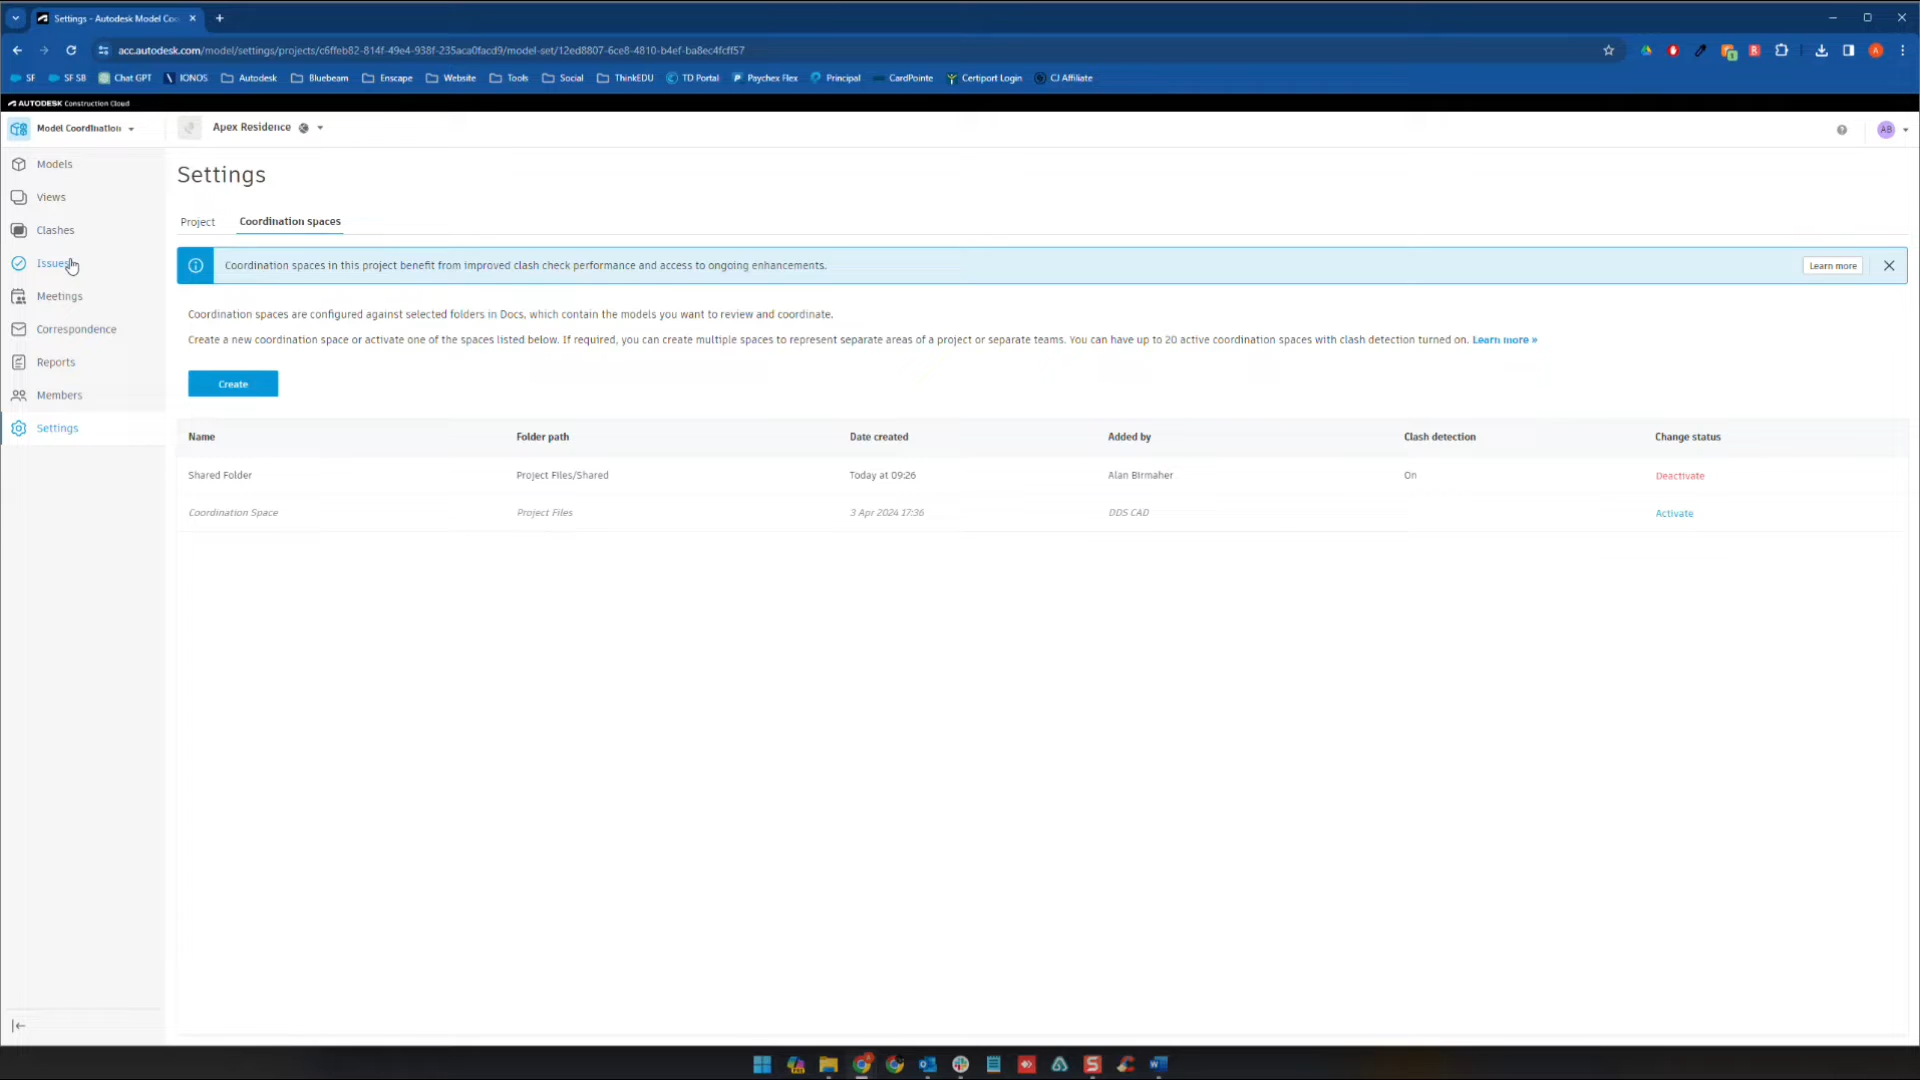 Settings - Autodesk Model Coo
acc.autodesk.com/model/settings/projects/c6ffeb82-814f-49e4-938f-235aca0facd9/model-set/12ed8807-6ce8-4810-b4ef-ba8ec4fcff57
SF SF SB Chat GPT IONOS Autodesk Bluebeam Enscape Website Tools Social ThinkEDU TD Portal Paychex Flex Principal CardPointe Certiport Login CJ Affiliate
AUTODESK Construction Cloud
Model Coordination Apex Residence AB
Models
Views
Clashes
Issues
Meetings
Correspondence
Reports
Members
Settings
Settings
Project Coordination spaces
Coordination spaces in this project benefit from improved clash check performance and access to ongoing enhancements. Learn more
Coordination spaces are configured against selected folders in Docs, which contain the models you want to review and coordinate.
Create a new coordination space or activate one of the spaces listed below. If required, you can create multiple spaces to represent separate areas of a project or separate teams. You can have up to 20 active coordination spaces with clash detection turned on. Learn more »
Create
Name Folder path Date created Added by Clash detection Change status
Shared Folder Project Files/Shared Today at 09:26 Alan Birmaher On Deactivate
Coordination Space Project Files 3 Apr 2024 17:36 DDS CAD Activate